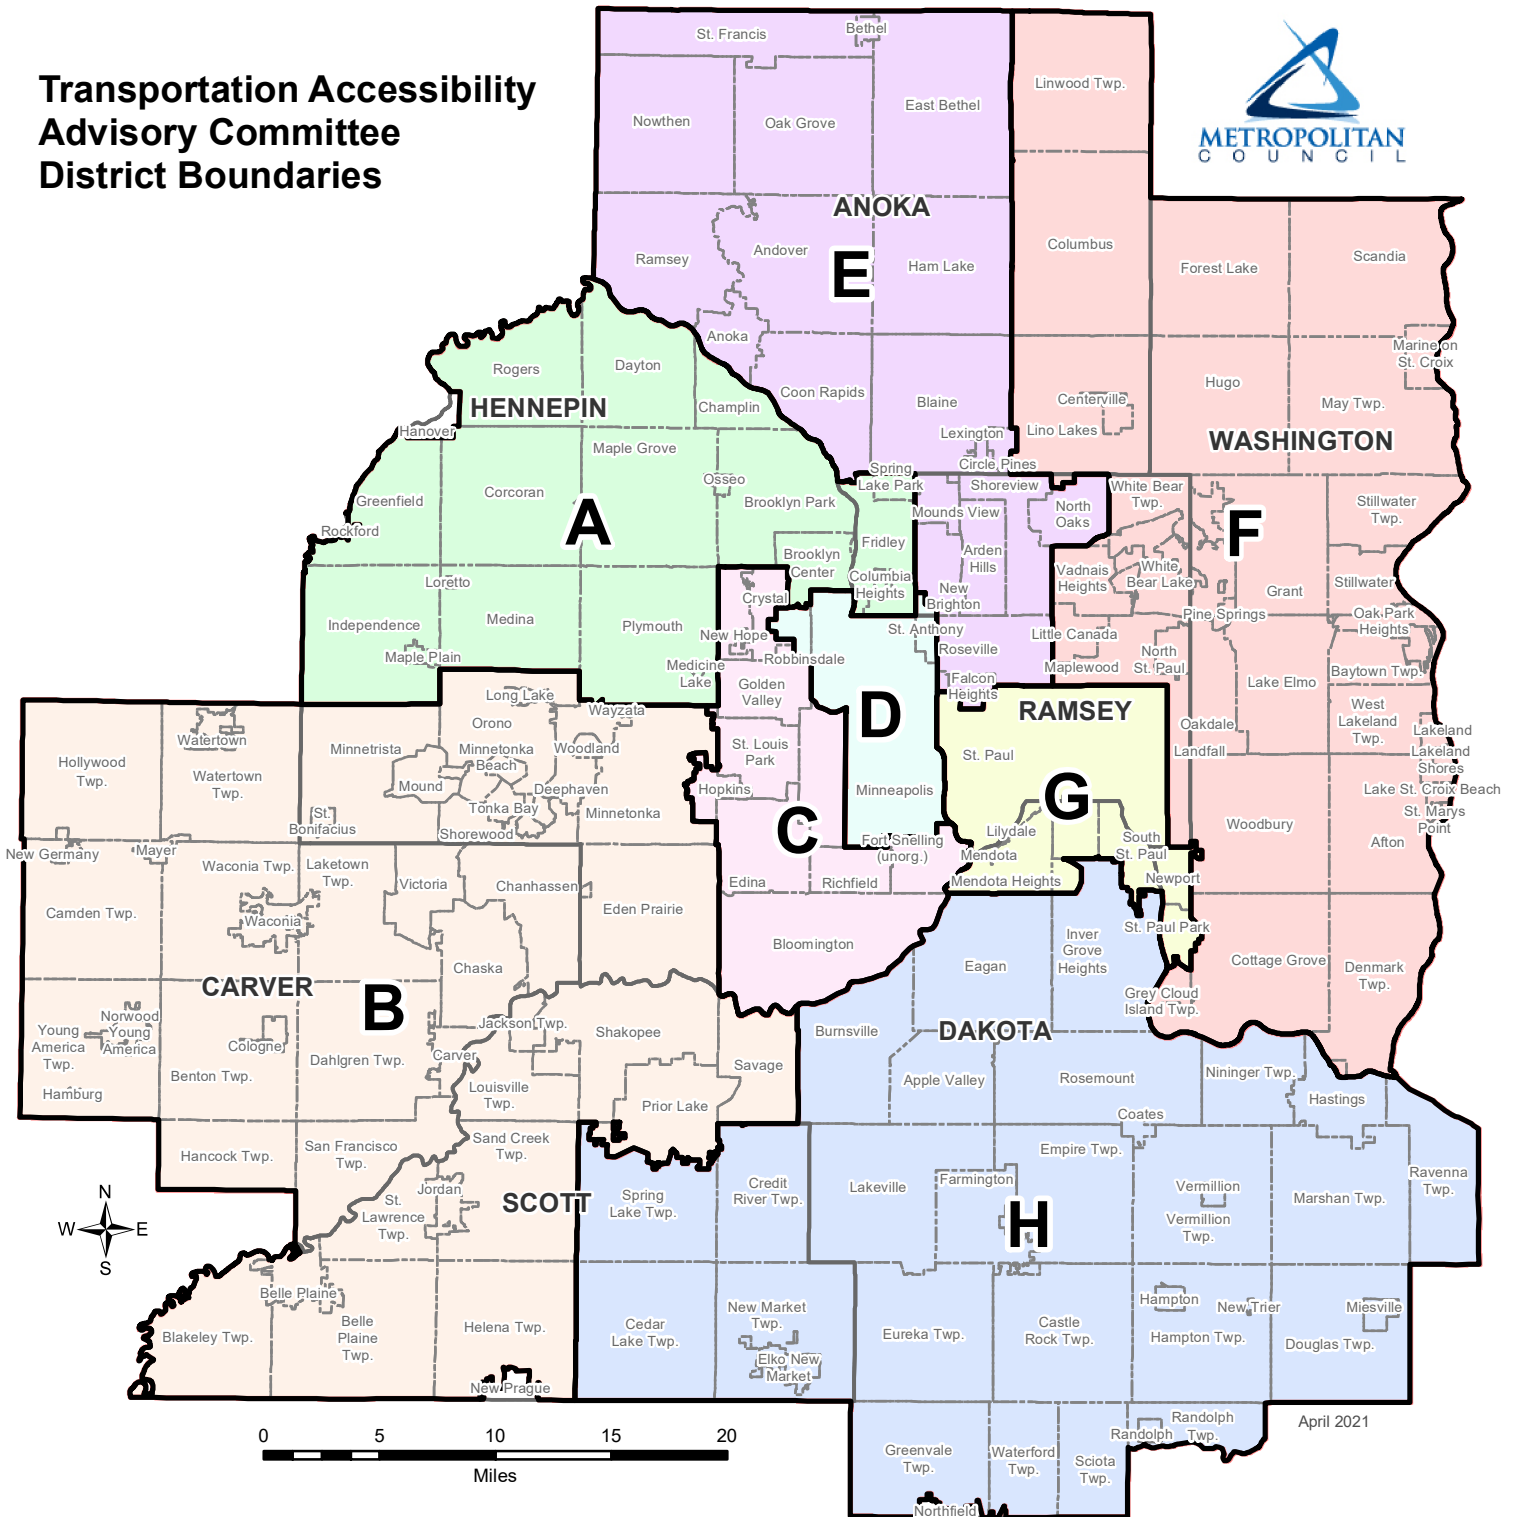 Transportation Accessibility
Advisory Committee
District Boundaries
METROPOLITAN
COUNCIL
St. Francis
Bethel
Linwood Twp.
East Bethel
Nowthen
Oak Grove
ANOKA
Columbus
Andover
Ramsey
E
Ham Lake
Forest Lake
Scandia
Anoka
Marine on
St. Croix
Rogers
Dayton
Coon Rapids
Blaine
Centerville
Hugo
May Twp.
HENNEPIN
Champlin
Hanover
Lexington
Lino Lakes
WASHINGTON
Maple Grove
Circle Pines
Spring
Lake Park
Osseo
Shoreview
White Bear
Twp.
Greenfield
Corcoran
Brooklyn Park
Mounds View
North
Oaks
Stillwater
Twp.
Rockford
A
F
Fridley
Brooklyn
Center
Arden
Hills
Vadnais
Heights
White
Bear Lake
Loretto
Columbia
Heights
Grant
Stillwater
Crystal
New
Brighton
Pine Springs
Oak Park
Heights
Independence
Medina
Plymouth
New Hope
St. Anthony
Little Canada
Maple Plain
Medicine
Lake
Robbinsdale
Roseville
Maplewood
North
St. Paul
Baytown Twp.
Golden
Valley
Falcon
Heights
Lake Elmo
Long Lake
Wayzata
D
RAMSEY
West
Lakeland
Twp.
Orono
Oakdale
Lakeland
Watertown
Minnetrista
Minnetonka
Beach
Woodland
St. Louis
Park
St. Paul
Landfall
Lakeland
Shores
Hollywood
Twp.
Watertown
Twp.
Mound
Deephaven
Hopkins
Minneapolis
G
Lake St. Croix Beach
Tonka Bay
Minnetonka
St.
Bonifacius
Shorewood
C
Lilydale
Woodbury
St. Marys
Point
Fort Snelling
(unorg.)
South
St. Paul
Afton
New Germany
Mayer
Mendota
Waconia Twp.
Laketown
Twp.
Victoria
Chanhassen
Edina
Richfield
Mendota Heights
Newport
Camden Twp.
Waconia
Eden Prairie
Bloomington
St. Paul Park
Inver
Grove
Heights
Chaska
Eagan
Cottage Grove
Denmark
Twp.
CARVER
B
Grey Cloud
Island Twp.
Norwood
Young
America
Young
America
Twp.
Cologne
Jackson Twp.
Shakopee
Burnsville
DAKOTA
Dahlgren Twp.
Carver
Savage
Benton Twp.
Louisville
Twp.
Apple Valley
Rosemount
Nininger Twp.
Hamburg
Prior Lake
Hastings
Coates
San Francisco
Twp.
Sand Creek
Twp.
Empire Twp.
Hancock Twp.
Jordan
Credit
River Twp.
Lakeville
Farmington
Vermillion
Ravenna
Twp.
St.
Lawrence
Twp.
SCOTT
Spring
Lake Twp.
H
Vermillion
Twp.
Marshan Twp.
N
W
E
S
Belle Plaine
Hampton
New Trier
Miesville
Blakeley Twp.
Belle
Plaine
Twp.
Helena Twp.
Cedar
Lake Twp.
New Market
Twp.
Eureka Twp.
Castle
Rock Twp.
Hampton Twp.
Douglas Twp.
Elko New
Market
New Prague
Randolph
Twp.
April 2021
Randolph
Greenvale
Twp.
Waterford
Twp.
Sciota
Twp.
Northfield
0 5 10 15 20
Miles